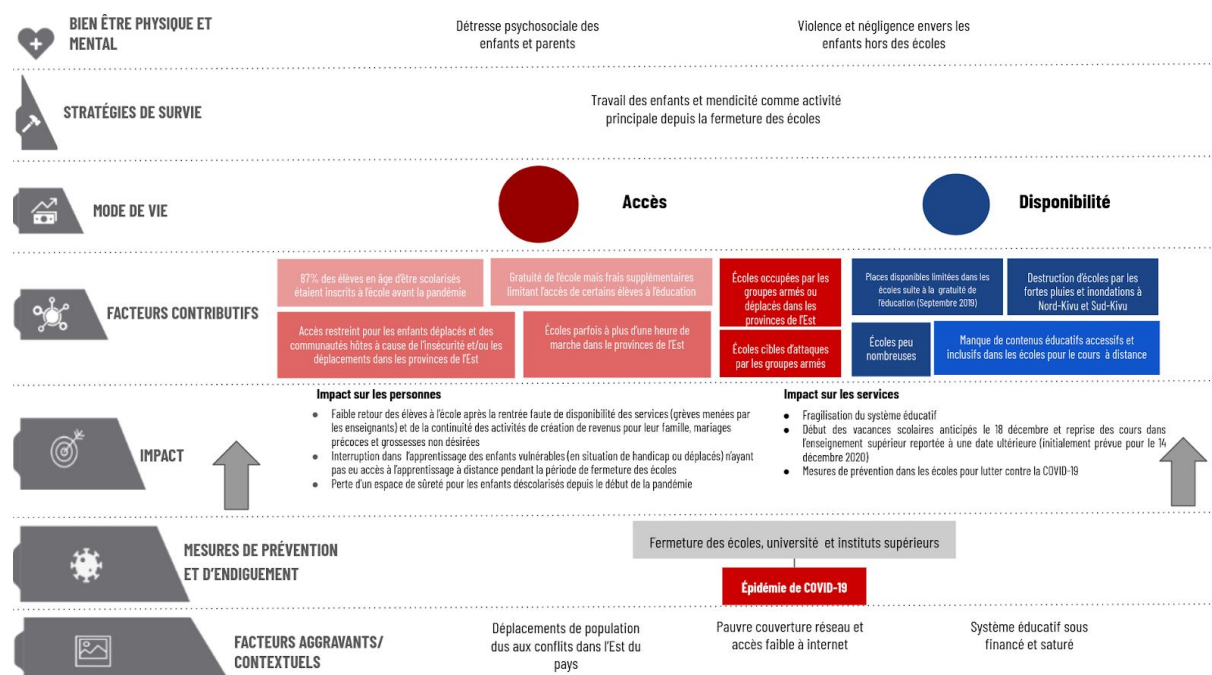 BIEN ÊTRE PHYSIQUE ET
MENTAL
Détresse psychosociale des
enfants et parents
Violence et négligence envers les
enfants hors des écoles
STRATÉGIES DE SURVIE
Travail des enfants et mendicité comme activité
principale depuis la fermeture des écoles
MODE DE VIE
Accès
Disponibilité
FACTEURS CONTRIBUTIFS
87% des élèves en âge d'être scolarisés
étaient inscrits à l'école avant la pandémie
Gratuité de l'école mais frais supplémentaires
limitant l'accès de certains élèves à l'éducation
Écoles occupées par les
groupes armés ou
déplacés dans les
provinces de l'Est
Places disponibles limitées dans les
écoles suite à la gratuité de
l'éducation (Septembre 2019)
Destruction d'écoles par les
fortes pluies et inondations à
Nord-Kivu et Sud-Kivu
Accès restreint pour les enfants déplacés et des
communautés hôtes à cause de l'insécurité et/ou les
déplacements dans les provinces de l'Est
Écoles parfois à plus d'une heure de
marche dans le provinces de l'Est
Écoles cibles d'attaques
par les groupes armés
Écoles peu
nombreuses
Manque de contenus éducatifs accessifs et
inclusifs dans les écoles pour le cours à distance
IMPACT
Impact sur les personnes
● Faible retour des élèves à l'école après la rentrée faute de disponibilité des services (grèves menées par
les enseignants) et de la continuité des activités de création de revenus pour leur famille, mariages
précoces et grossesses non désirées
● Interruption dans l'apprentissage des enfants vulnérables (en situation de handicap ou déplacés) n'ayant
pas eu accès à l'apprentissage à distance pendant la période de fermeture des écoles
● Perte d'un espace de sûreté pour les enfants déscolarisés depuis le début de la pandémie
Impact sur les services
● Fragilisation du système éducatif
● Début des vacances scolaires anticipés le 18 décembre et reprise des cours dans
l'enseignement supérieur reportée à une date ultérieure (initialement prévue pour le 14
décembre 2020)
● Mesures de prévention dans les écoles pour lutter contre la COVID-19
MESURES DE PRÉVENTION
ET D'ENDIGUEMENT
Fermeture des écoles, université et instituts supérieurs
Épidémie de COVID-19
FACTEURS AGGRAVANTS/
CONTEXTUELS
Déplacements de population
dus aux conflits dans l'Est du
pays
Pauvre couverture réseau et
accès faible à internet
Système éducatif sous
financé et saturé